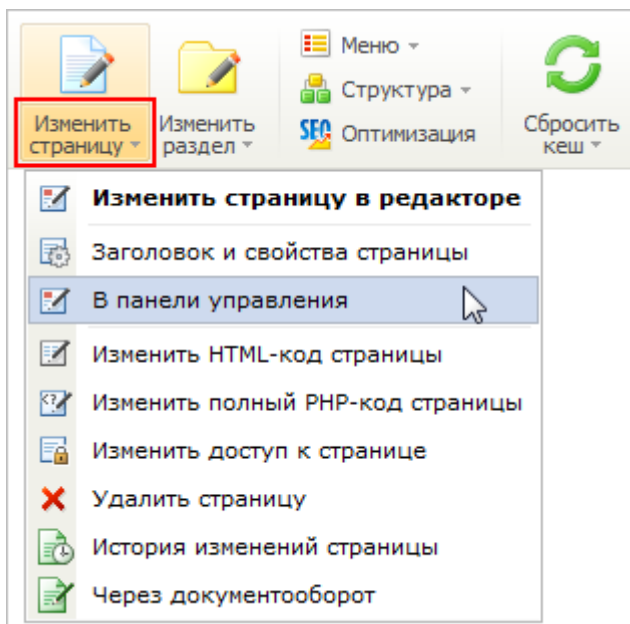 Меню
Структура
SEO Оптимизация
Изменить
страницу
Изменить
раздел
Сбросить
кеш
Изменить страницу в редакторе
Заголовок и свойства страницы
В панели управления
Изменить HTML-код страницы
Изменить полный PHP-код страницы
Изменить доступ к странице
Удалить страницу
История изменений страницы
Через документооборот